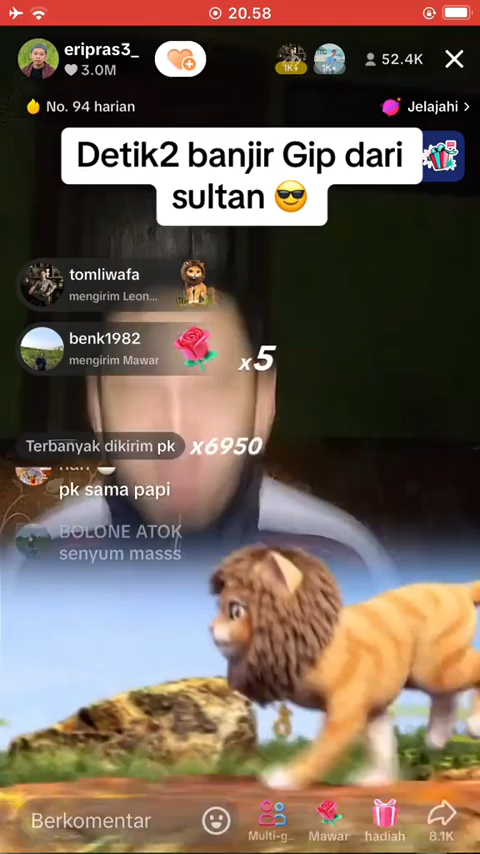 20.58
eripras3_
3.0M
1K+
1K+
52.4K
No. 94 harian
Jelajahi >
Detik2 banjir Gip dari
sultan 😎
tomliwafa
mengirim Leon...
benk1982
mengirim Mawar
x5
Terbanyak dikirim pk x6950
pk sama papi
BOLONE ATOK
senyum masss
Berkomentar
Multi-g..
Mawar
hadiah
8.1K